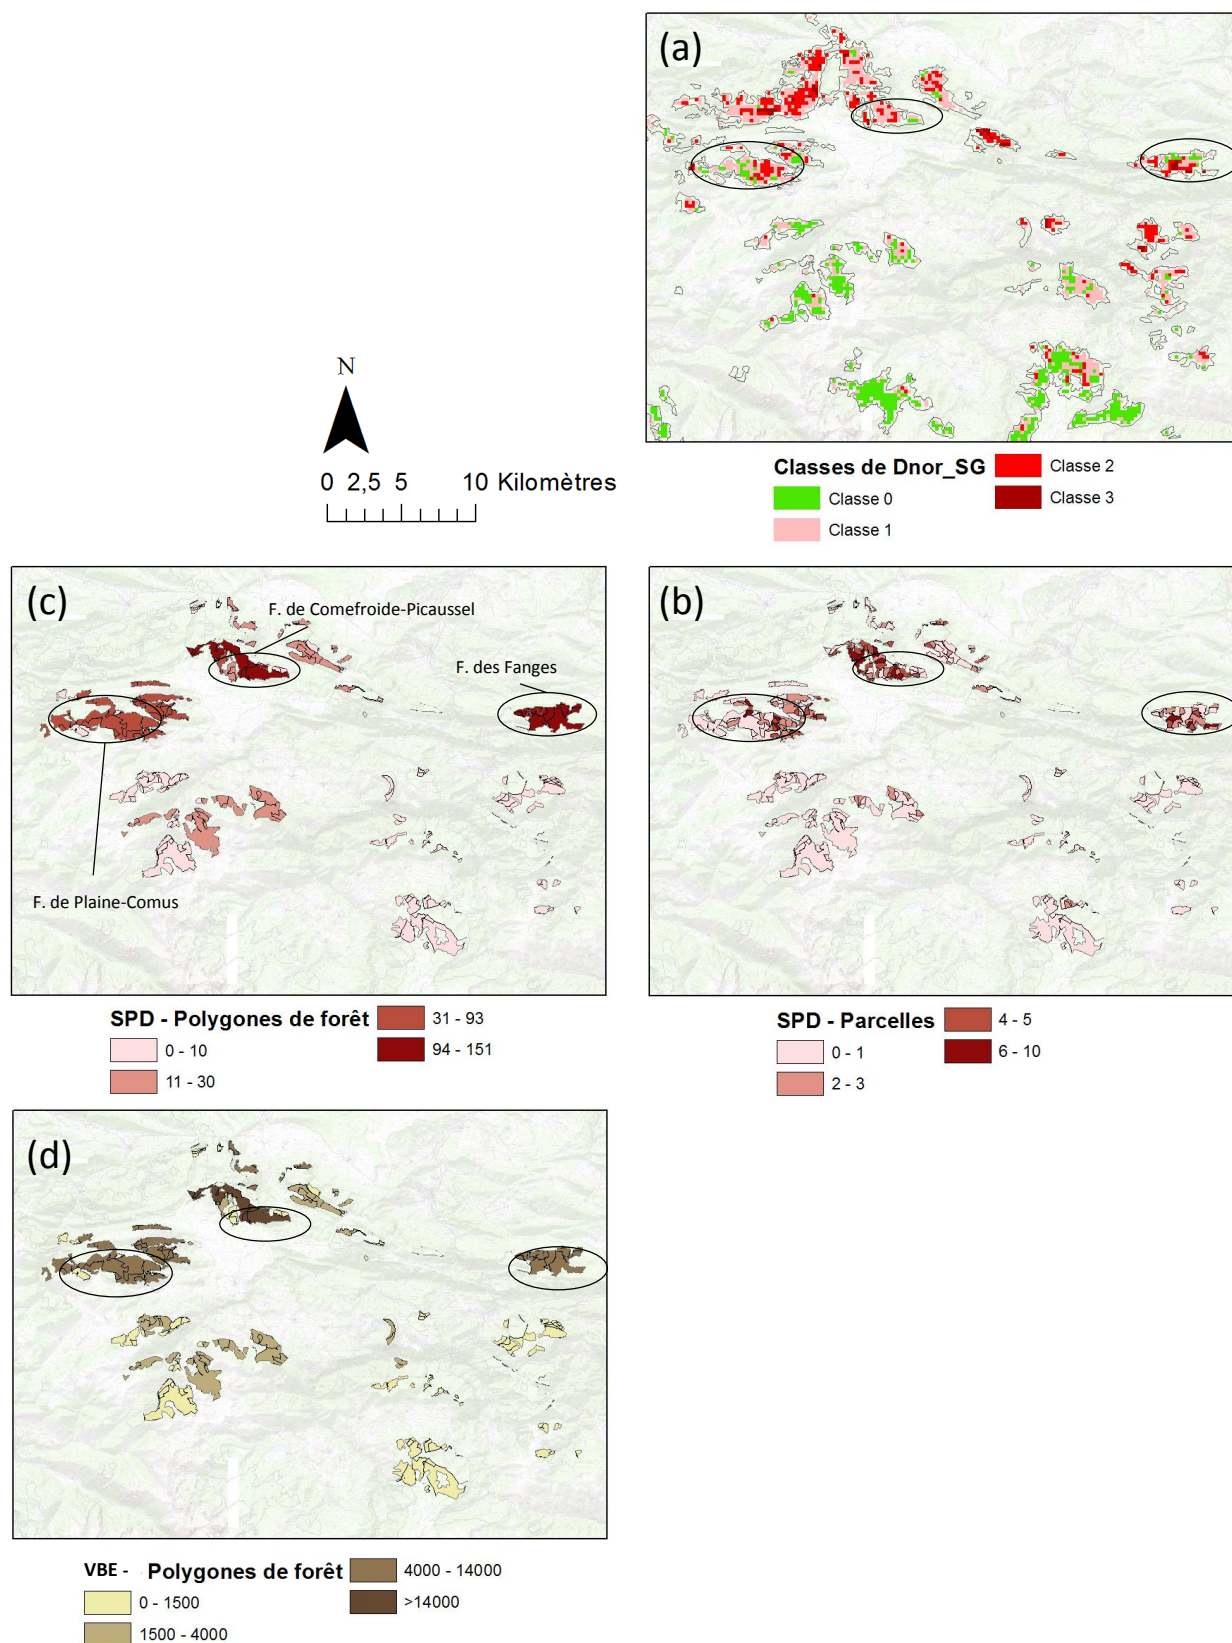 (a)
N
0 2,5 5 10 Kilomètres
Classes de Dnor_SG
Classe 0
Classe 1
Classe 2
Classe 3
(c)
F. de Comefroide-Picaussel
F. des Fanges
F. de Plaine-Comus
SPD - Polygones de forêt
0 - 10
11 - 30
31 - 93
94 - 151
(b)
SPD - Parcelles
0 - 1
2 - 3
4 - 5
6 - 10
(d)
VBE - Polygones de forêt
0 - 1500
1500 - 4000
4000 - 14000
>14000